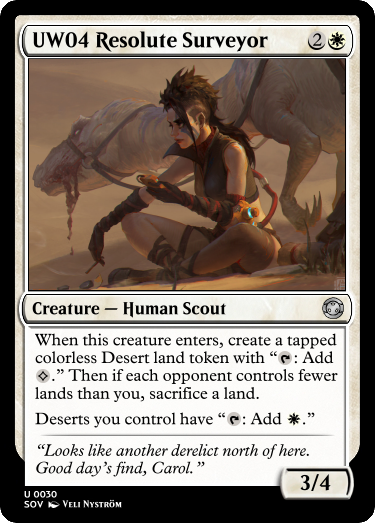 UW04 Resolute Surveyor 2
Creature — Human Scout
When this creature enters, create a tapped
colorless Desert land token with “: Add
.” Then if each opponent controls fewer
lands than you, sacrifice a land.
Deserts you control have “: Add .”
“Looks like another derelict north of here.
Good day’s find, Carol.”
3/4
U 0030
SOV Veli Nyström